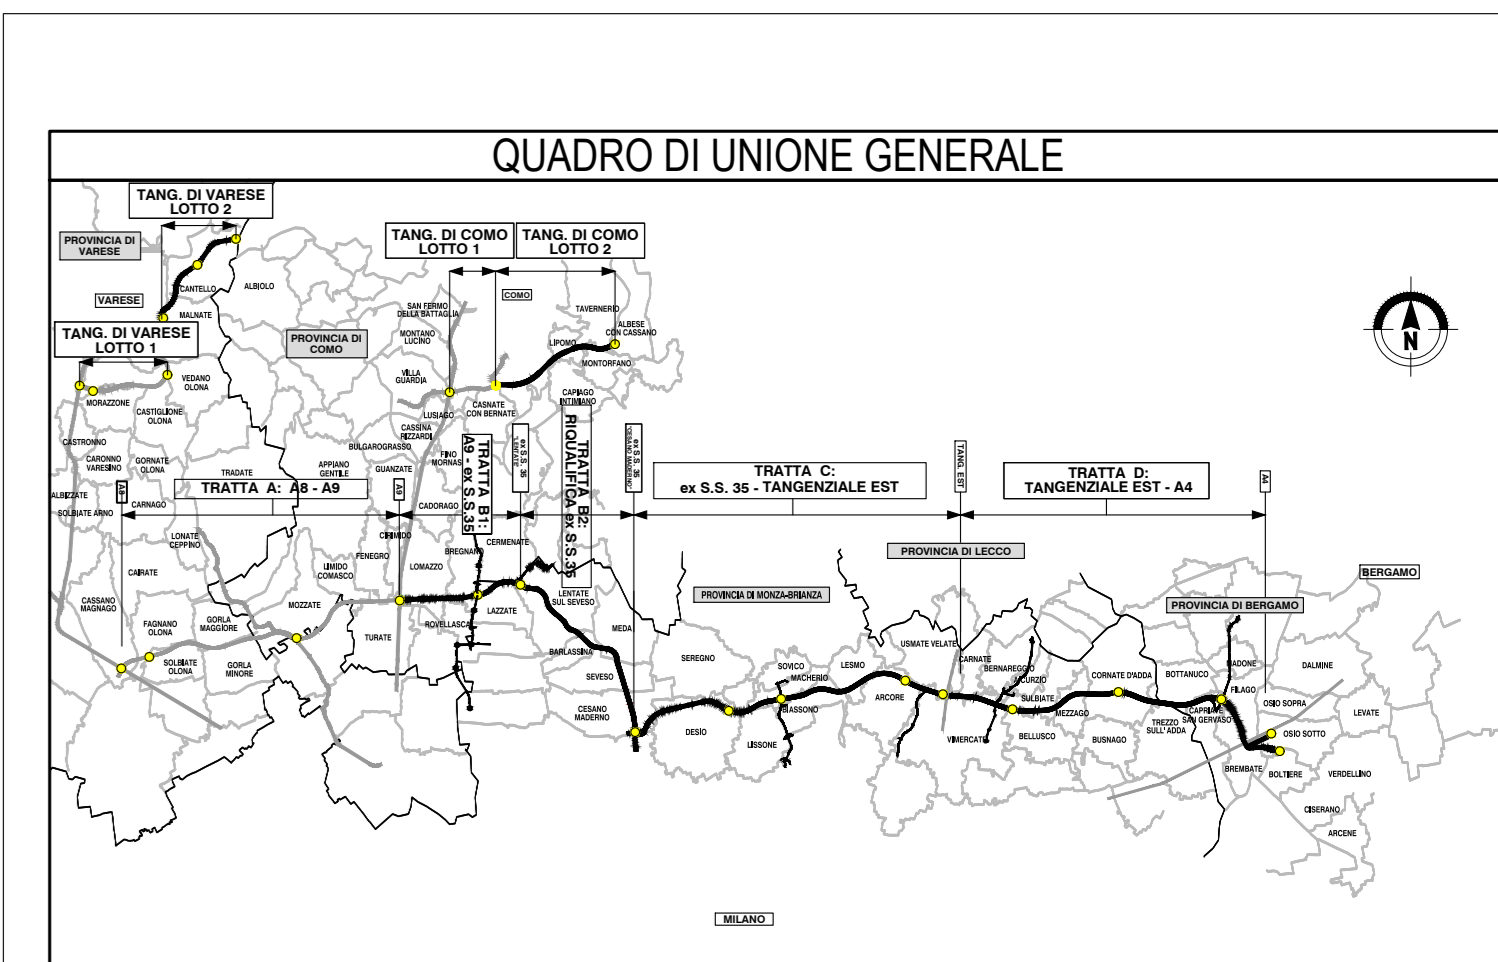 QUADRO DI UNIONE GENERALE
TANG. DI VARESE
LOTTO 2
PROVINCIA DI
VARESE
TANG. DI COMO
LOTTO 1
TANG. DI COMO
LOTTO 2
CANTELLO
ALBIOLO
VARESE
MALNATE
COMO
SAN FERMO
DELLA BATTAGLIA
TAVERNERIO
ALBESE
CON CASSANO
TANG. DI VARESE
LOTTO 1
PROVINCIA DI
COMO
MONTANO
LUCINO
LIPOMO
MONTORFANO
N
VEDANO
OLONA
VILLA
GUARDIA
MORAZZONE
CASTIGLIONE
OLONA
LUSIAGO
CASNATE
CON BERNATE
CAPIAGO
INTIMIANO
CASSINA
RIZZARDI
BULGAROGRASSO
CASTRONNO
CARONNO
VARESINO
GORNATE
OLONA
TRADATE
APPIANO
GENTILE
GUANZATE
FINO
MORNAS
TRATTA B1:
A9 - ex S.S.35
ex S.S. 35
"LENTATE"
TRATTA B2:
RIQUALIFICA ex S.S.35
ex S.S. 35
"CESANO MADERNO"
TRATTA C:
ex S.S. 35 - TANGENZIALE EST
TANG. EST
TRATTA D:
TANGENZIALE EST - A4
A4
ALBIZZATE
SOLBIATE ARNO
A8
CARNAGO
TRATTA A: A8 - A9
A9
CADORAGO
LONATE
CEPPINO
CIRIMIDO
FENEGRO
LOMAZZO
BREGNANO
CERMENATE
PROVINCIA DI LECCO
CAIRATE
LIMIDO
COMASCO
CASSANO
MAGNAGO
MOZZATE
LENTATE
SUL SEVESO
PROVINCIA DI MONZA-BRIANZA
BERGAMO
PROVINCIA DI BERGAMO
FAGNANO
OLONA
GORLA
MAGGIORE
TURATE
ROVELLASCA
LAZZATE
MEDA
SOLBIATE
OLONA
GORLA
MINORE
BARLASSINA
SEVESO
SEREGNO
SOVICO
MACHERIO
LESMO
USMATE VELATE
CARNATE
BERNAREGGIO
CURZIO
CORNATE D'ADDA
BOTTANUCO
MADONE
DALMINE
CESANO
MADERNO
DESIO
BIASSONO
LISSONE
ARCORE
VIMERCATE
SULBIATE
MEZZAGO
BELLUSCO
BUSNAGO
TREZZO
SULL'ADDA
CAPRIATE
SAN GERVASO
FILAGO
OSIO SOPRA
LEVATE
OSIO SOTTO
BREMBATE
BOLTIERE
VERDELLINO
CISERANO
ARCENE
MILANO